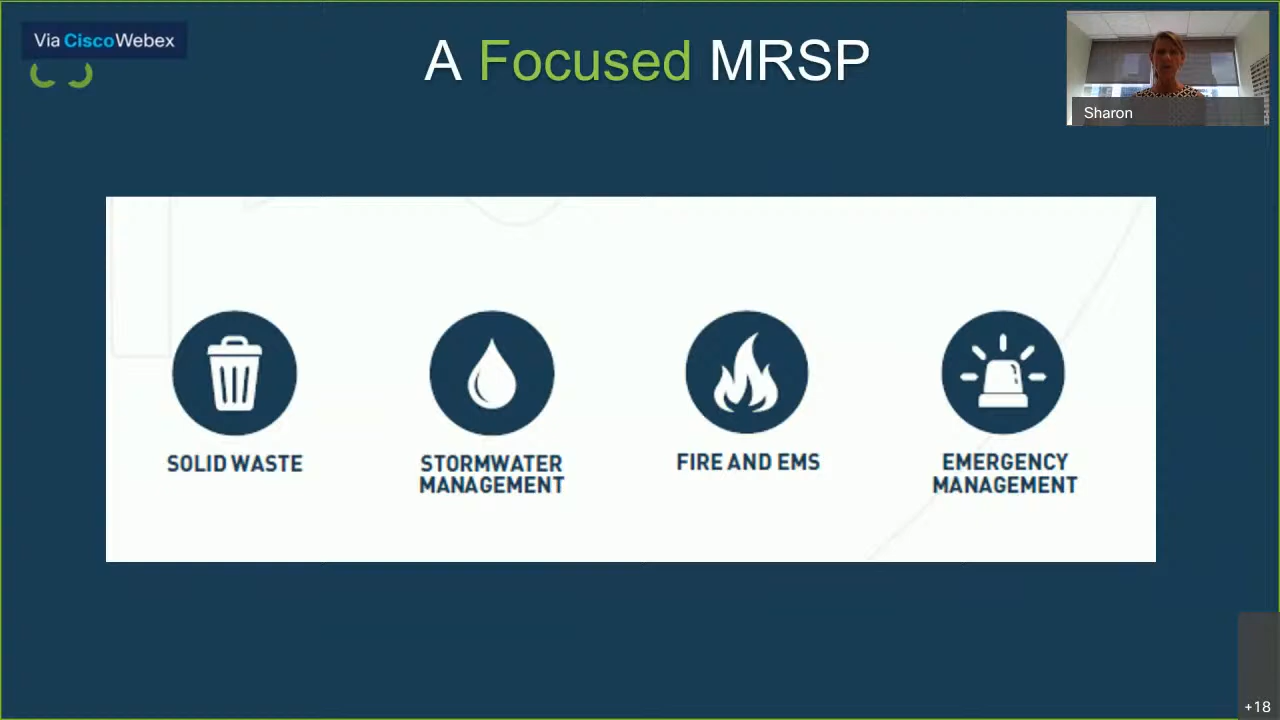 Via CiscoWebex
A Focused MRSP
Sharon
SOLID WASTE
STORMWATER
MANAGEMENT
FIRE AND EMS
EMERGENCY
MANAGEMENT
+18